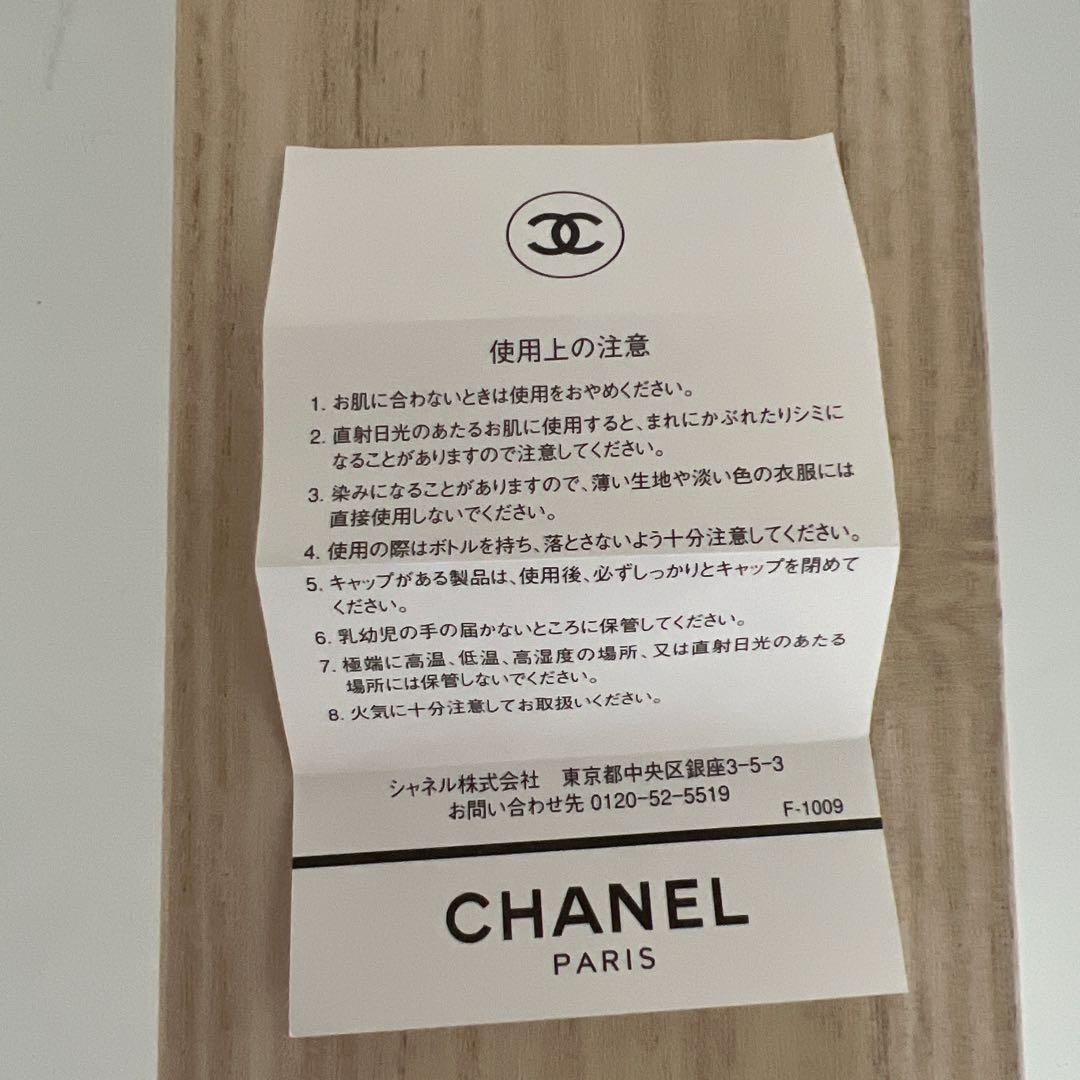 使用上の注意
1. お肌に合わないときは使用をおやめください。
2. 直射日光のあたるお肌に使用すると、まれにかぶれたりシミに
なることがありますので注意してください。
3. 染みになることがありますので、薄い生地や淡い色の衣服には
直接使用しないでください。
4. 使用の際はボトルを持ち、落とさないよう十分注意してください。
5. キャップがある製品は、使用後、必ずしっかりとキャップを閉めて
ください。
6. 乳幼児の手の届かないところに保管してください。
7. 極端に高温、低温、高湿度の場所、又は直射日光のあたる
場所には保管しないでください。
8. 火気に十分注意してお取扱いください。
シャネル株式会社 東京都中央区銀座3-5-3
お問い合わせ先 0120-52-5519
F-1009
CHANEL
PARIS